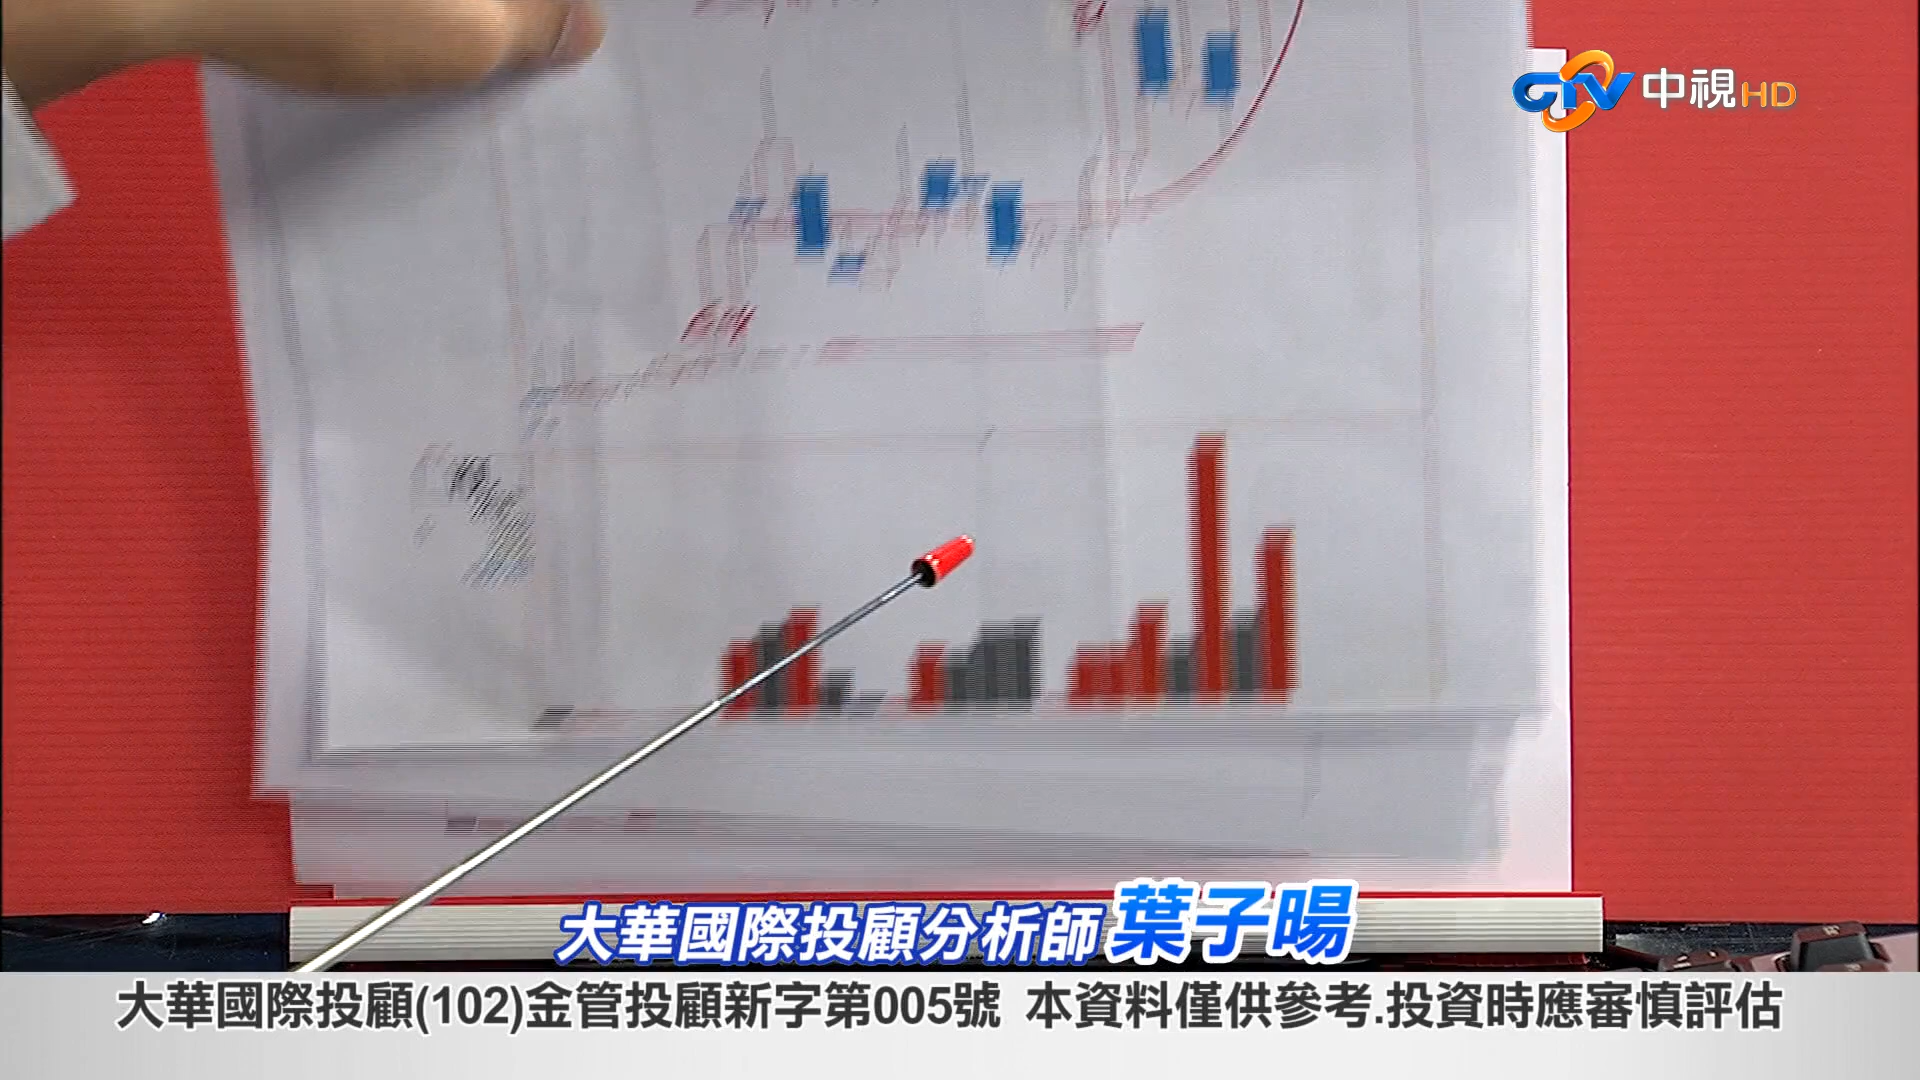 CTV 中視HD
大華國際投顧分析師 葉子暘
大華國際投顧(102)金管投顧新字第005號 本資料僅供參考.投資時應審慎評估